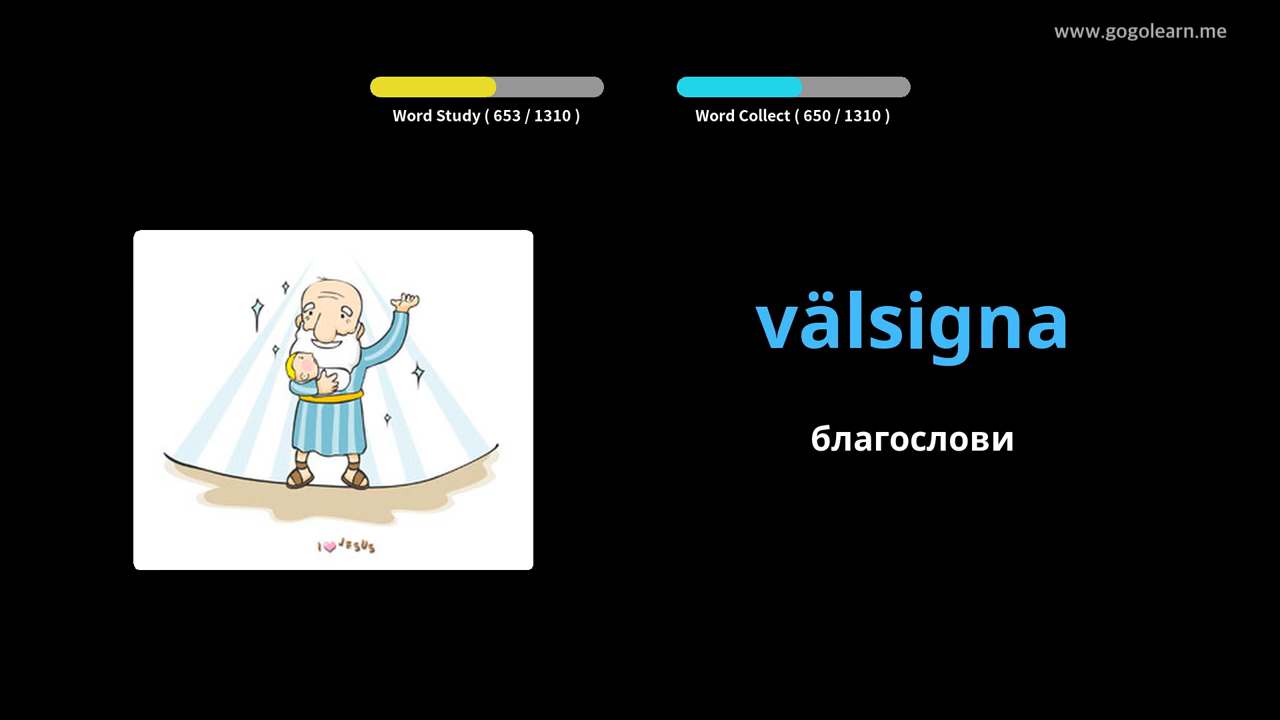 www.gogolearn.me
Word Study ( 653 / 1310 )
Word Collect ( 650 / 1310 )
välsigna
благослови
I JESUS